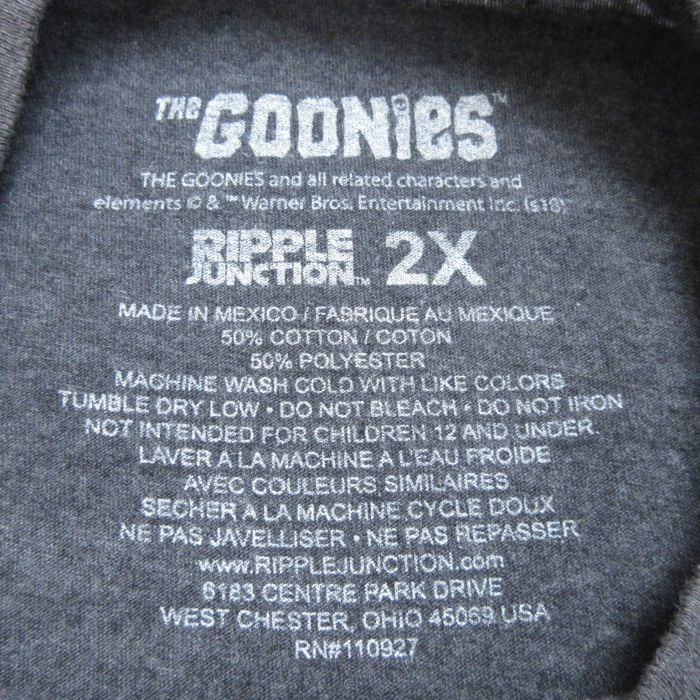 THE GOONIES™
THE GOONIES and all related characters and
elements © & ™ Warner Bros. Entertainment Inc. (s18)
RIPPLE
JUNCTION™ 2X
MADE IN MEXICO / FABRIQUE AU MEXIQUE
50% COTTON / COTON
50% POLYESTER
MACHINE WASH COLD WITH LIKE COLORS
TUMBLE DRY LOW • DO NOT BLEACH • DO NOT IRON
NOT INTENDED FOR CHILDREN 12 AND UNDER
LAVER A LA MACHINE A L'EAU FROIDE
AVEC COULEURS SIMILAIRES
SECHER A LA MACHINE CYCLE DOUX
NE PAS JAVELLISER • NE PAS REPASSER
www.RIPPLEJUNCTION.com
6183 CENTRE PARK DRIVE
WEST CHESTER, OHIO 45069 USA
RN#110927